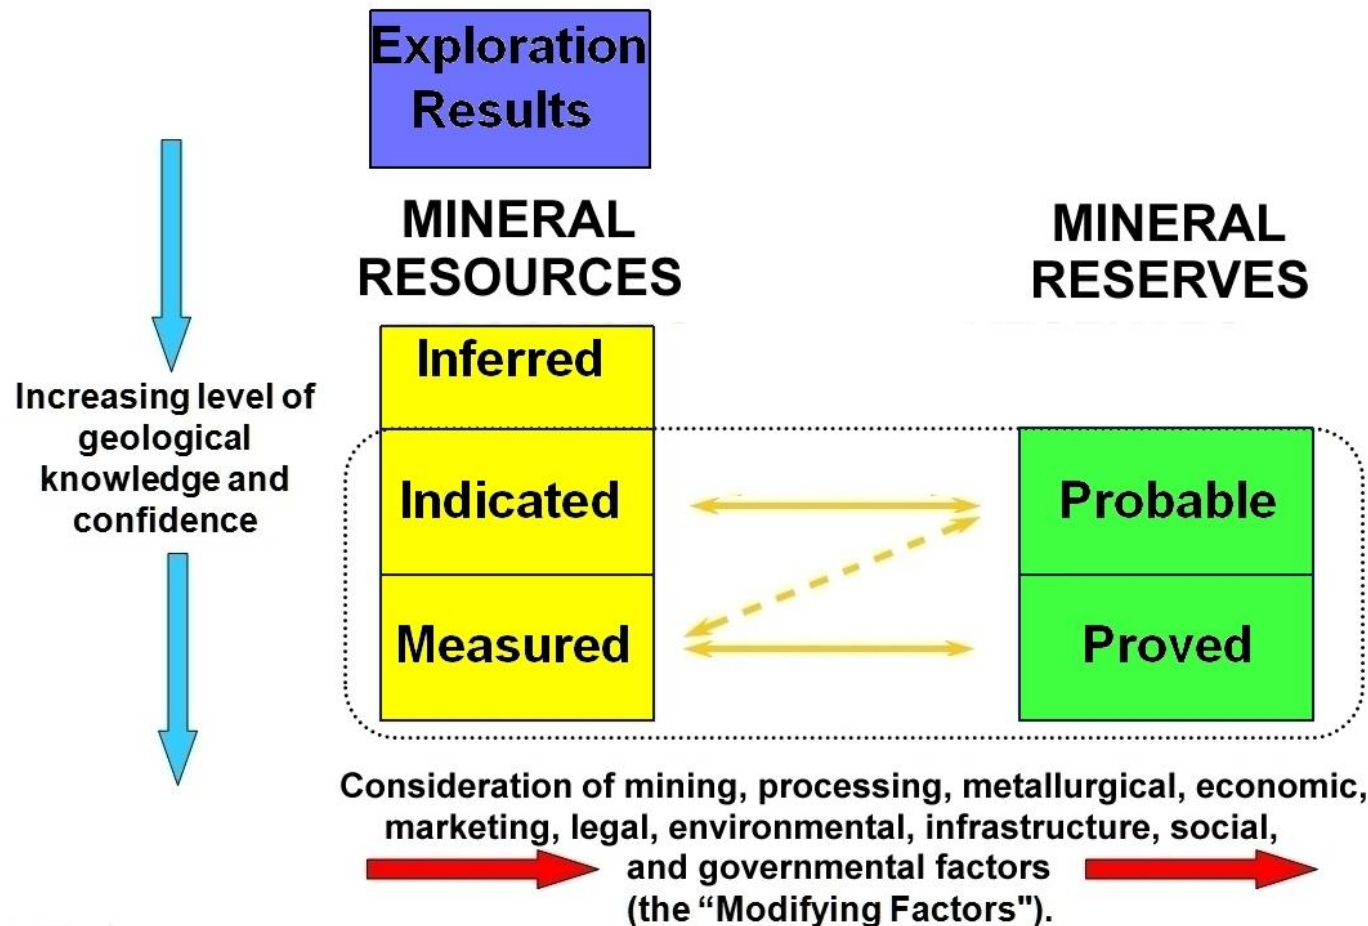 Exploration
Results
MINERAL
RESOURCES
MINERAL
RESERVES
Inferred
Increasing level of
geological
knowledge and
confidence
Indicated
Probable
Measured
Proved
Consideration of mining, processing, metallurgical, economic,
marketing, legal, environmental, infrastructure, social,
and governmental factors
(the “Modifying Factors").